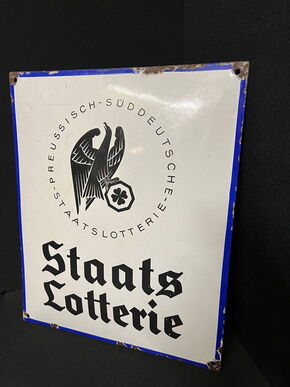 -PREUSSISCH-SÜDDEUTSCHE-
STAATSLOTTERIE
Staats
Lotterie